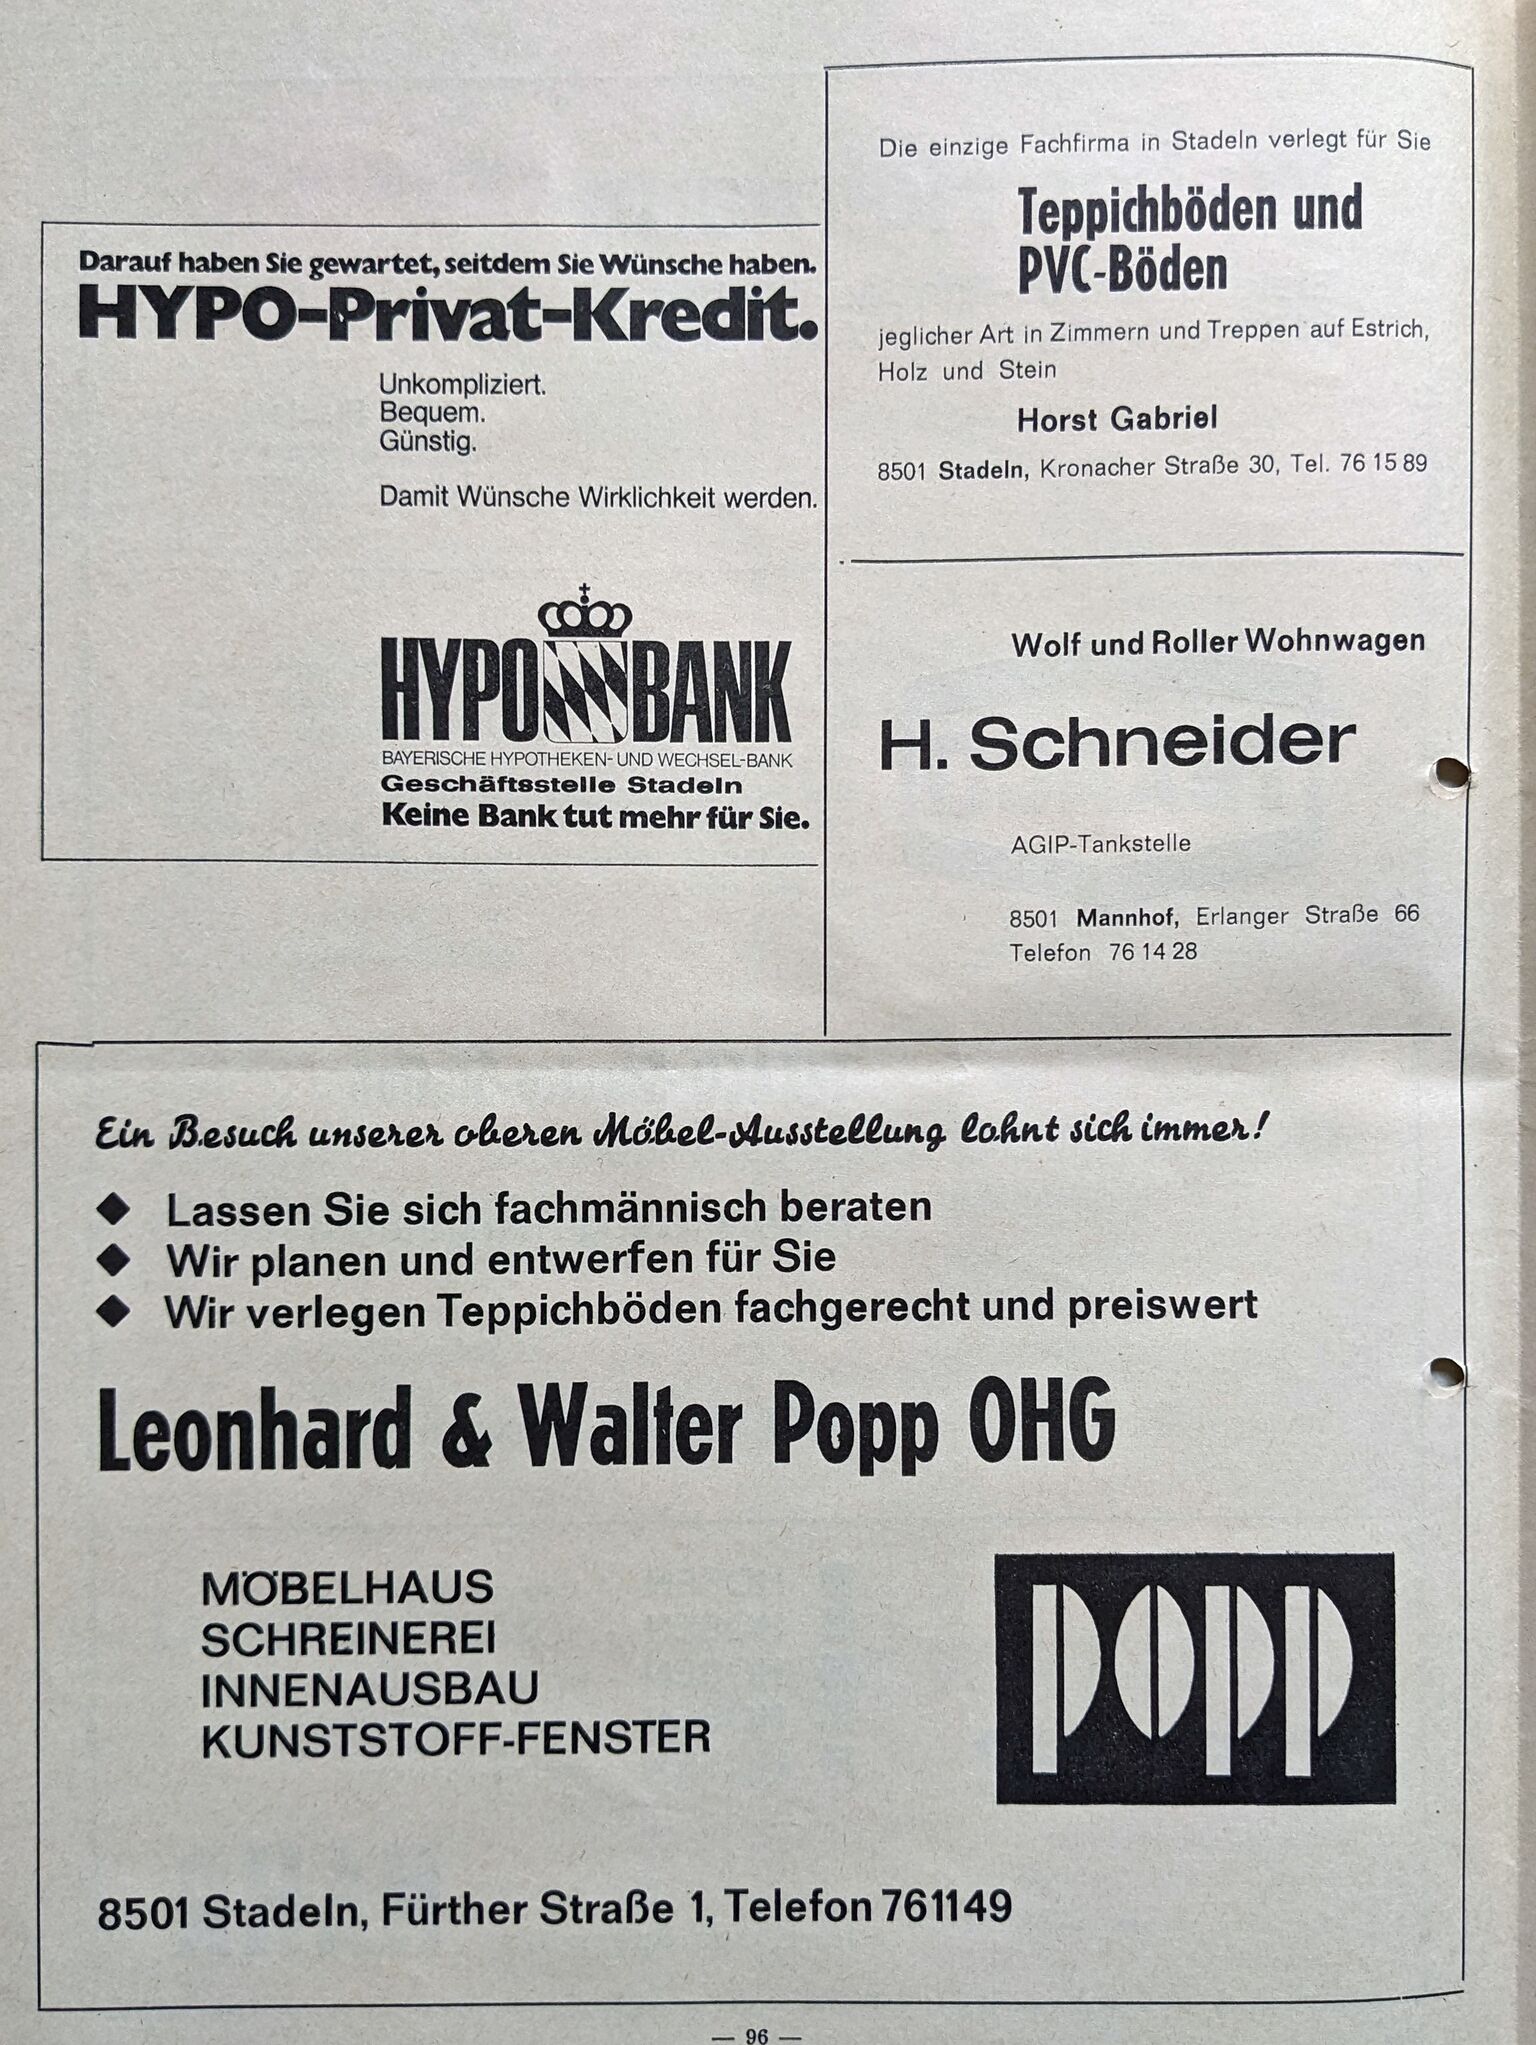 Darauf haben Sie gewartet, seitdem Sie Wünsche haben.
HYPO-Privat-Kredit.
Unkompliziert.
Bequem.
Günstig.
Damit Wünsche Wirklichkeit werden.
HYPO BANK
BAYERISCHE HYPOTHEKEN- UND WECHSEL-BANK
Geschäftsstelle Stadeln
Keine Bank tut mehr für Sie.
Die einzige Fachfirma in Stadeln verlegt für Sie
Teppichböden und
PVC-Böden
jeglicher Art in Zimmern und Treppen auf Estrich,
Holz und Stein
Horst Gabriel
8501 Stadeln, Kronacher Straße 30, Tel. 76 15 89
Wolf und Roller Wohnwagen
H. Schneider
AGIP-Tankstelle
8501 Mannhof, Erlanger Straße 66
Telefon 76 14 28
Ein Besuch unserer oberen Möbel-Ausstellung lohnt sich immer!
◆ Lassen Sie sich fachmännisch beraten
◆ Wir planen und entwerfen für Sie
◆ Wir verlegen Teppichböden fachgerecht und preiswert
Leonhard & Walter Popp OHG
MÖBELHAUS
SCHREINEREI
INNENAUSBAU
KUNSTSTOFF-FENSTER
POPP
8501 Stadeln, Fürther Straße 1, Telefon 761149
— 96 —